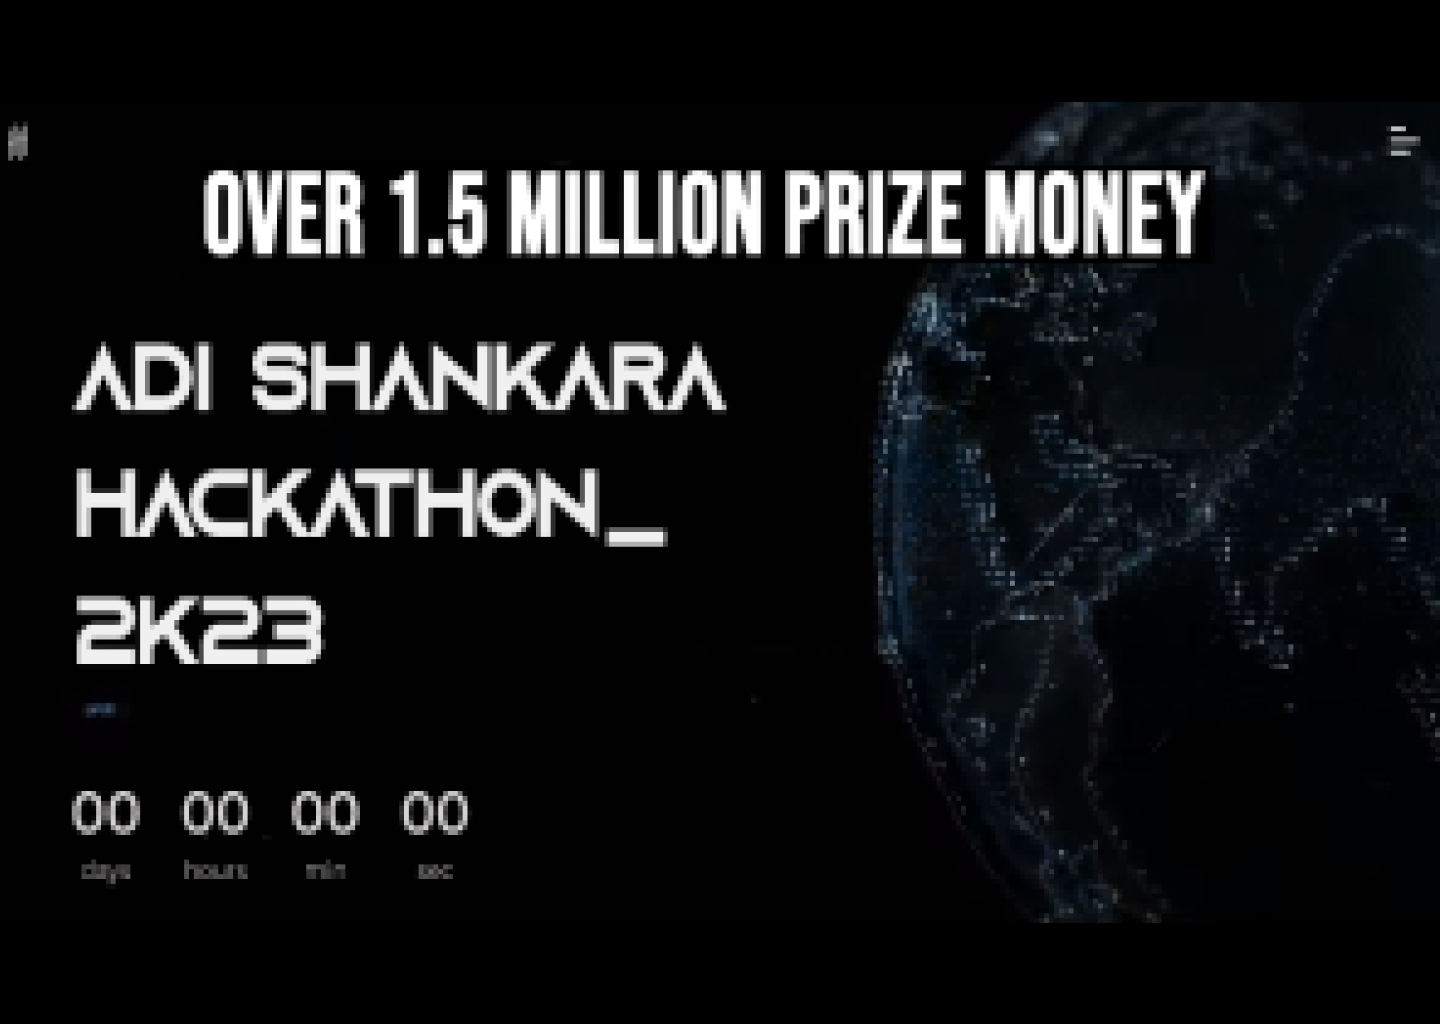 OVER 1.5 MILLION PRIZE MONEY
ADI SHANKARA
HACKATHON_
2K23
00 00 00 00
days hours min sec